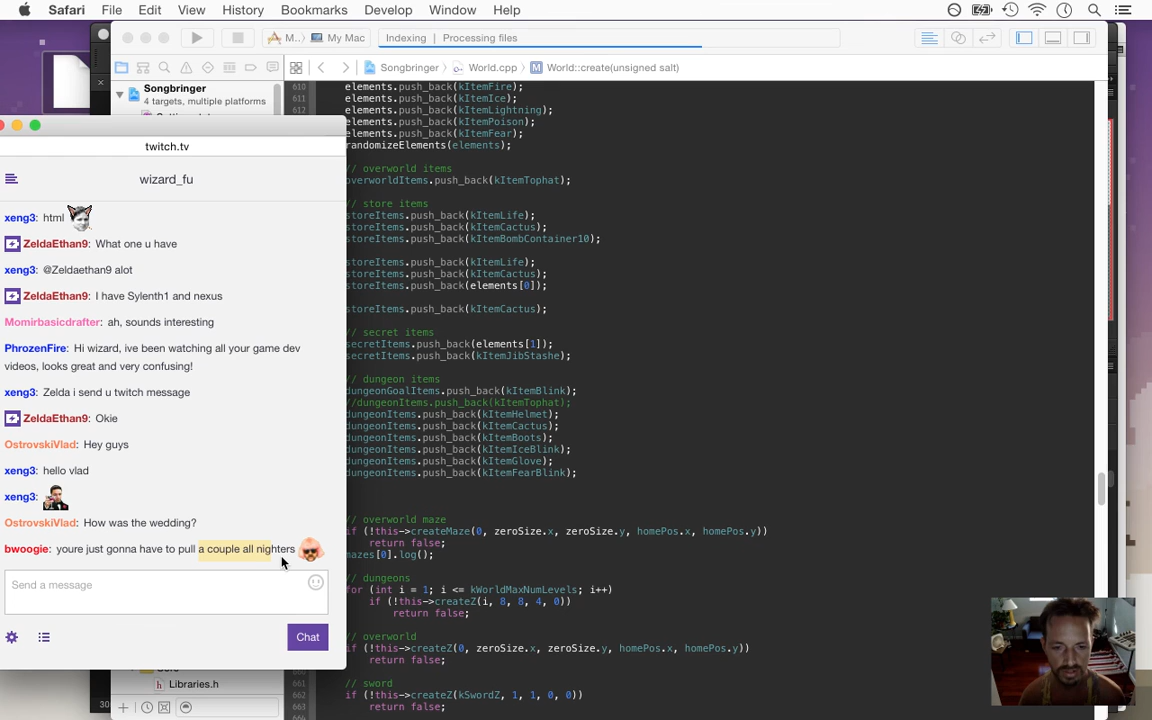 Safari File Edit View History Bookmarks Develop Window Help
M... My Mac Indexing | Processing files
Songbringer World.cpp World::create(unsigned salt)
Songbringer
4 targets, multiple platforms
twitch.tv
wizard_fu
xeng3: html
ZeldaEthan9: What one u have
xeng3: @Zeldaethan9 alot
ZeldaEthan9: I have Sylenth1 and nexus
Momirbasicdrafter: ah, sounds interesting
PhrozenFire: Hi wizard, ive been watching all your game dev
videos, looks great and very confusing!
xeng3: Zelda i send u twitch message
ZeldaEthan9: Okie
OstrovskiVlad: Hey guys
xeng3: hello vlad
xeng3:
OstrovskiVlad: How was the wedding?
bwoogie: youre just gonna have to pull a couple all nighters
Send a message
Chat
Libraries.h
610 elements.push_back(kItemFire);
611 elements.push_back(kItemIce);
612 elements.push_back(kItemLightning);
elements.push_back(kItemPoison);
elements.push_back(kItemFear);
randomizeElements(elements);
// overworld items
overworldItems.push_back(kItemTophat);
// store items
storeItems.push_back(kItemLife);
storeItems.push_back(kItemCactus);
storeItems.push_back(kItemBombContainer10);
storeItems.push_back(kItemLife);
storeItems.push_back(kItemCactus);
storeItems.push_back(elements[0]);
storeItems.push_back(kItemCactus);
// secret items
secretItems.push_back(elements[1]);
secretItems.push_back(kItemJibStashe);
// dungeon items
dungeonGoalItems.push_back(kItemBlink);
//dungeonItems.push_back(kItemTophat);
dungeonItems.push_back(kItemHelmet);
dungeonItems.push_back(kItemCactus);
dungeonItems.push_back(kItemBoots);
dungeonItems.push_back(kItemIceBlink);
dungeonItems.push_back(kItemGlove);
dungeonItems.push_back(kItemFearBlink);
// overworld maze
if (!this->createMaze(0, zeroSize.x, zeroSize.y, homePos.x, homePos.y))
return false;
mazes[0].log();
// dungeons
for (int i = 1; i <= kWorldMaxNumLevels; i++)
if (!this->createZ(i, 8, 8, 4, 0))
return false;
// overworld
if (!this->createZ(0, zeroSize.x, zeroSize.y, homePos.x, homePos.y))
return false;
661 // sword
662 if (!this->createZ(kSwordZ, 1, 1, 0, 0))
663 return false;